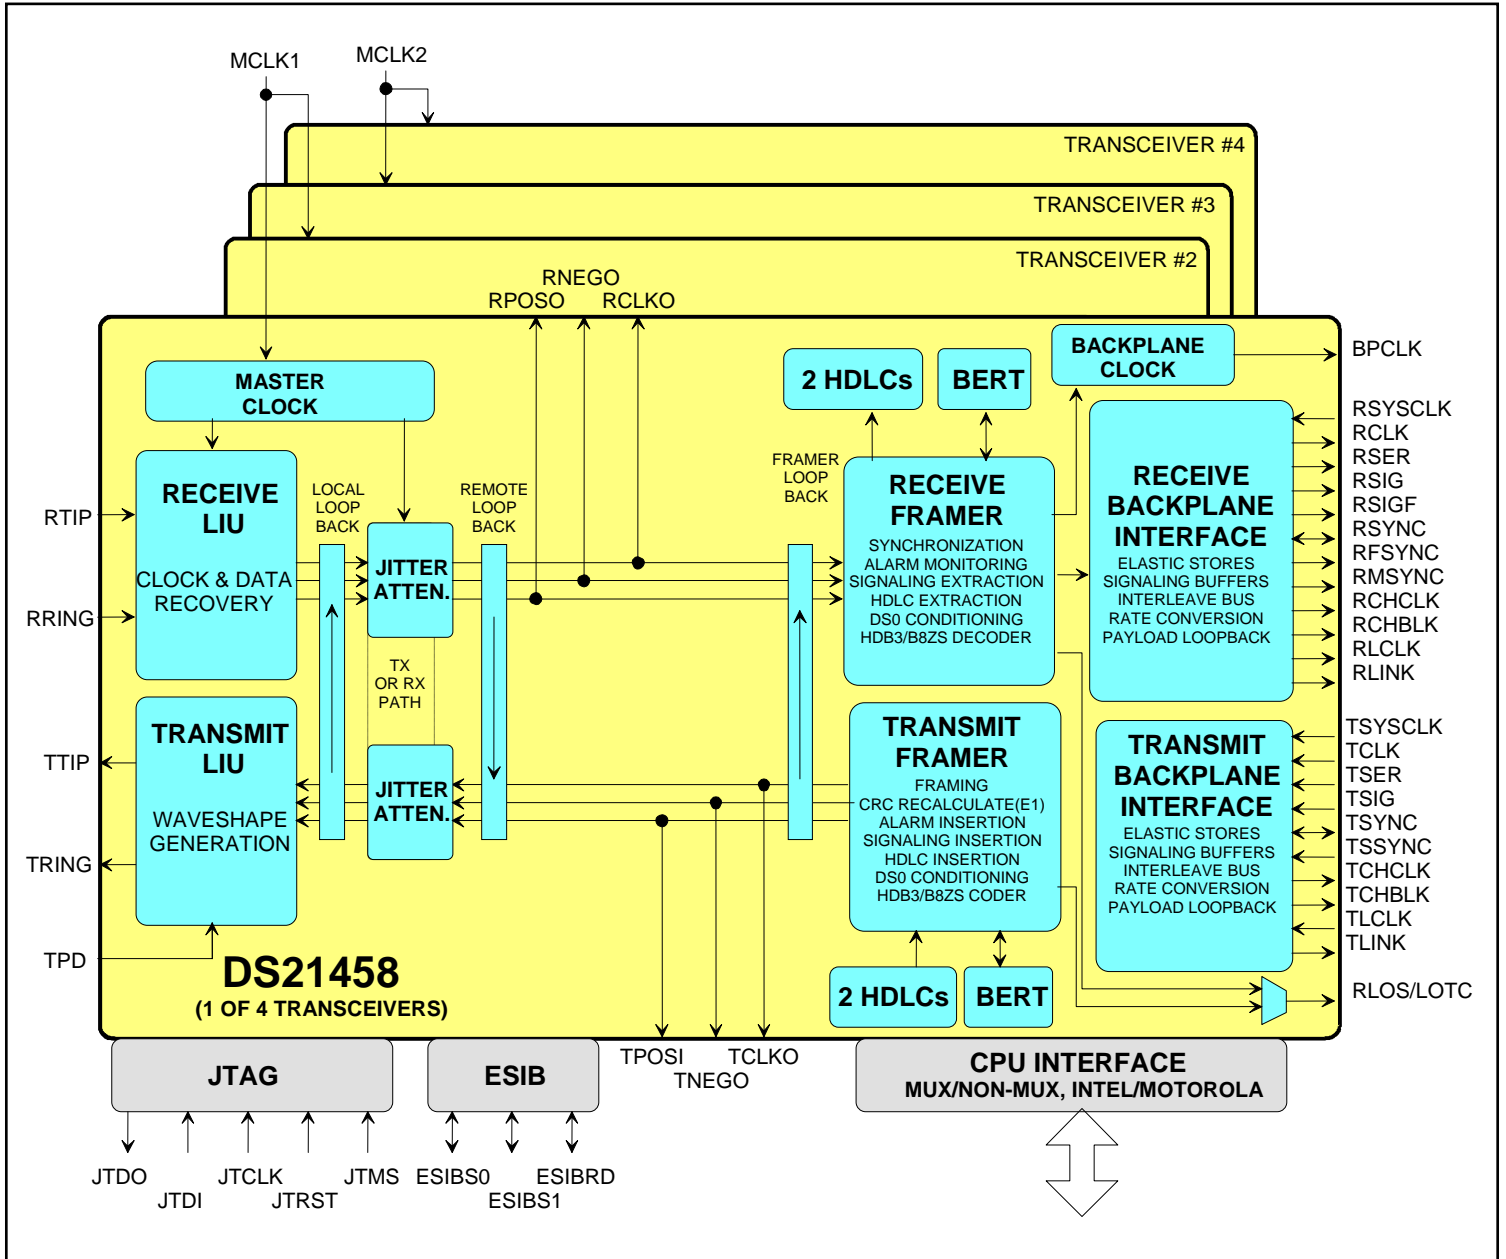 MCLK1
MCLK2
TRANSCEIVER #4
TRANSCEIVER #3
TRANSCEIVER #2
RNEGO
RPOSO
RCLKO
MASTER
CLOCK
2 HDLCs
BERT
BACKPLANE
CLOCK
BPCLK
RTIP
RRING
RECEIVE
LIU
CLOCK & DATA
RECOVERY
LOCAL
LOOP
BACK
JITTER
ATTEN.
REMOTE
LOOP
BACK
FRAMER
LOOP
BACK
RECEIVE
FRAMER
SYNCHRONIZATION
ALARM MONITORING
SIGNALING EXTRACTION
HDLC EXTRACTION
DS0 CONDITIONING
HDB3/B8ZS DECODER
RECEIVE
BACKPLANE
INTERFACE
ELASTIC STORES
SIGNALING BUFFERS
INTERLEAVE BUS
RATE CONVERSION
PAYLOAD LOOPBACK
RSYSCLK
RCLK
RSER
RSIG
RSIGF
RSYNC
RFSYNC
RMSYNC
RCHCLK
RCHBLK
RLCLK
RLINK
TX
OR RX
PATH
TTIP
TRING
TPD
TRANSMIT
LIU
WAVESHAPE
GENERATION
JITTER
ATTEN.
TRANSMIT
FRAMER
FRAMING
CRC RECALCULATE(E1)
ALARM INSERTION
SIGNALING INSERTION
HDLC INSERTION
DS0 CONDITIONING
HDB3/B8ZS CODER
TRANSMIT
BACKPLANE
INTERFACE
ELASTIC STORES
SIGNALING BUFFERS
INTERLEAVE BUS
RATE CONVERSION
PAYLOAD LOOPBACK
TSYSCLK
TCLK
TSER
TSIG
TSYNC
TSSYNC
TCHCLK
TCHBLK
TLCLK
TLINK
RLOS/LOTC
DS21458
(1 OF 4 TRANSCEIVERS)
2 HDLCs
BERT
TPOSI
TNEGO
TCLKO
JTAG
ESIB
CPU INTERFACE
MUX/NON-MUX, INTEL/MOTOROLA
JTDO
JTDI
JTCLK
JTRST
JTMS
ESIBS0
ESIBS1
ESIBRD